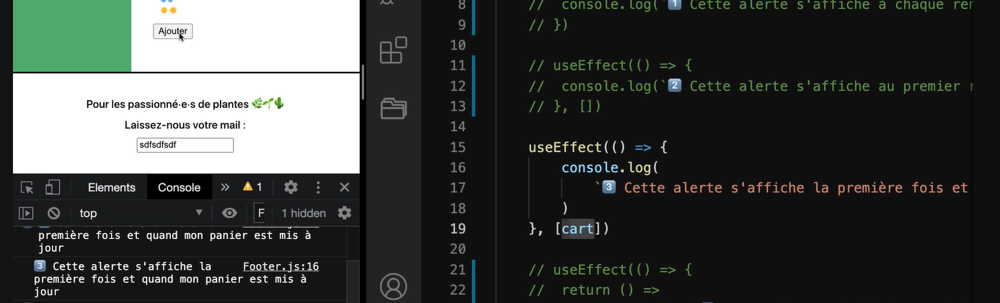 Ajouter
Pour les passionné·e·s de plantes 🌿🌱🌵
Laissez-nous votre mail :
sdfsdfsdf
Elements Console » ⚠ 1
top ▼ F 1 hidden
première fois et quand mon panier est mis à
jour
3️⃣ Cette alerte s'affiche la Footer.js:16
première fois et quand mon panier est mis à
jour
8 // console.log(`1️⃣ Cette alerte s'affiche à chaque
9 // })
10
11 // useEffect(() => {
12 // console.log(`2️⃣ Cette alerte s'affiche au premier
13 // }, [])
14
15 useEffect(() => {
16 console.log(
17 `3️⃣ Cette alerte s'affiche la première fois et
18 )
19 }, [cart])
20
21 // useEffect(() => {
22 // return () =>